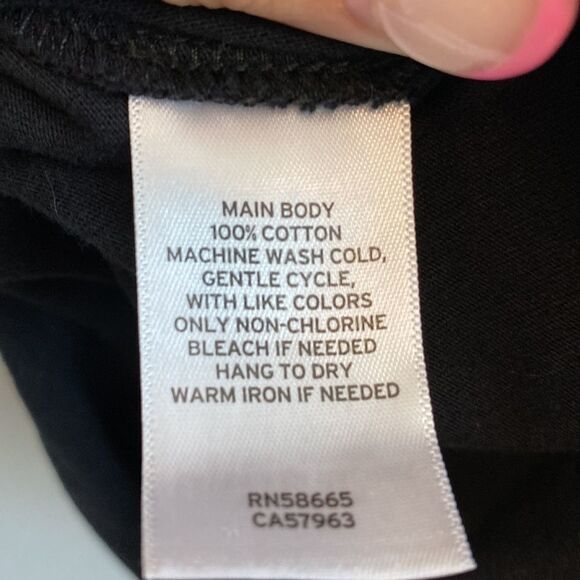 MAIN BODY
100% COTTON
MACHINE WASH COLD,
GENTLE CYCLE,
WITH LIKE COLORS
ONLY NON-CHLORINE
BLEACH IF NEEDED
HANG TO DRY
WARM IRON IF NEEDED
RN58665
CA57963